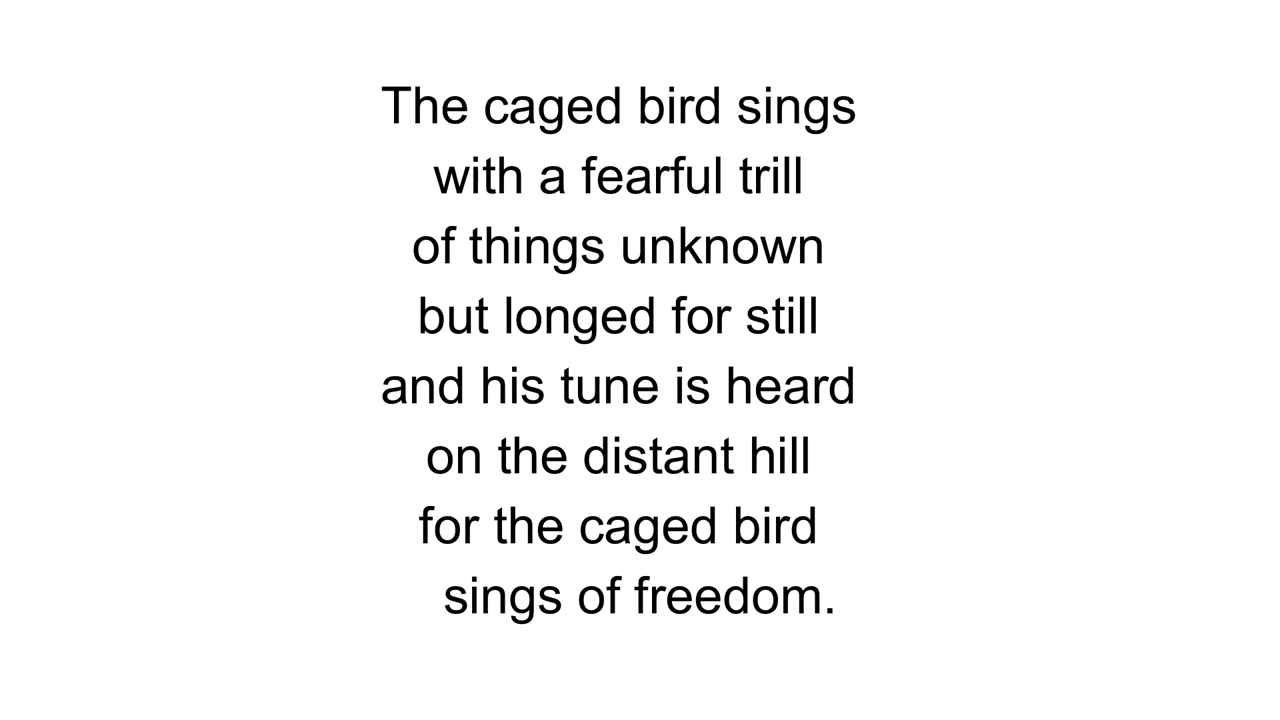 The caged bird sings
with a fearful trill
of things unknown
but longed for still
and his tune is heard
on the distant hill
for the caged bird
sings of freedom.